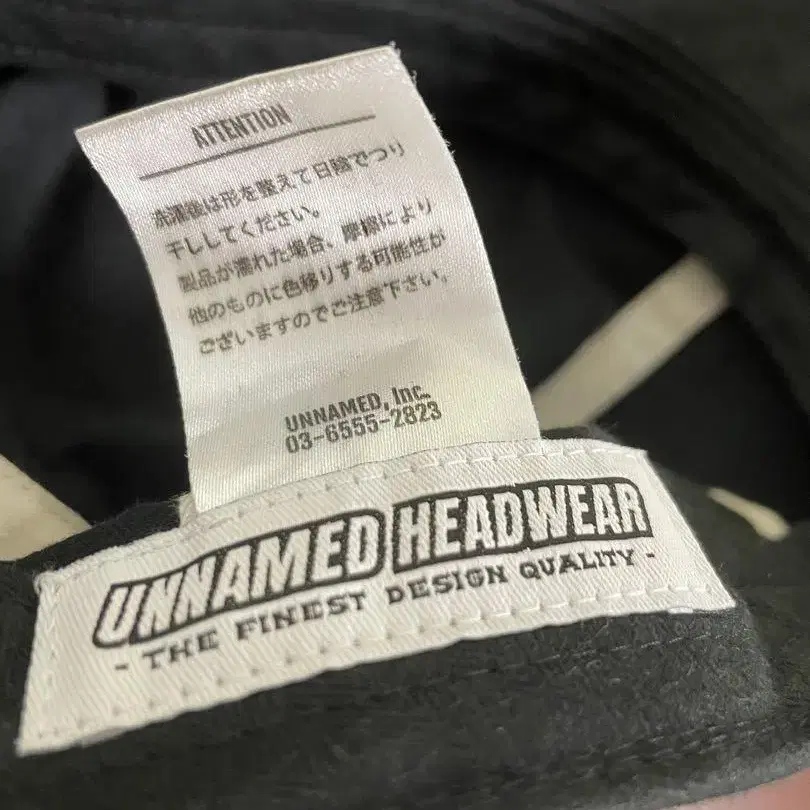 ATTENTION
洗濯後は形を整えて日陰でつり
干ししてください。
製品が濡れた場合、摩擦により
他のものに色移りする可能性が
ございますのでご注意下さい。
UNNAMED, Inc.
03-6555-2823
UNNAMED HEADWEAR
- THE FINEST DESIGN QUALITY -